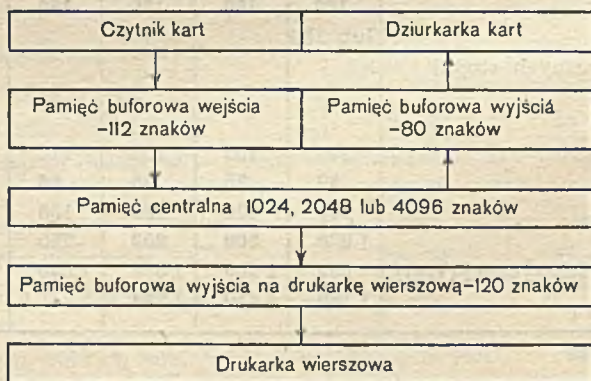 Czytnik kart
Dziurkarka kart
Pamięć buforowa wejścia
-112 znaków
Pamięć buforowa wyjściá
-80 znaków
Pamięć centralna 1024, 2048 lub 4096 znaków
Pamięć buforowa wyjścia na drukarkę wierszową-120 znaków
Drukarka wierszowa